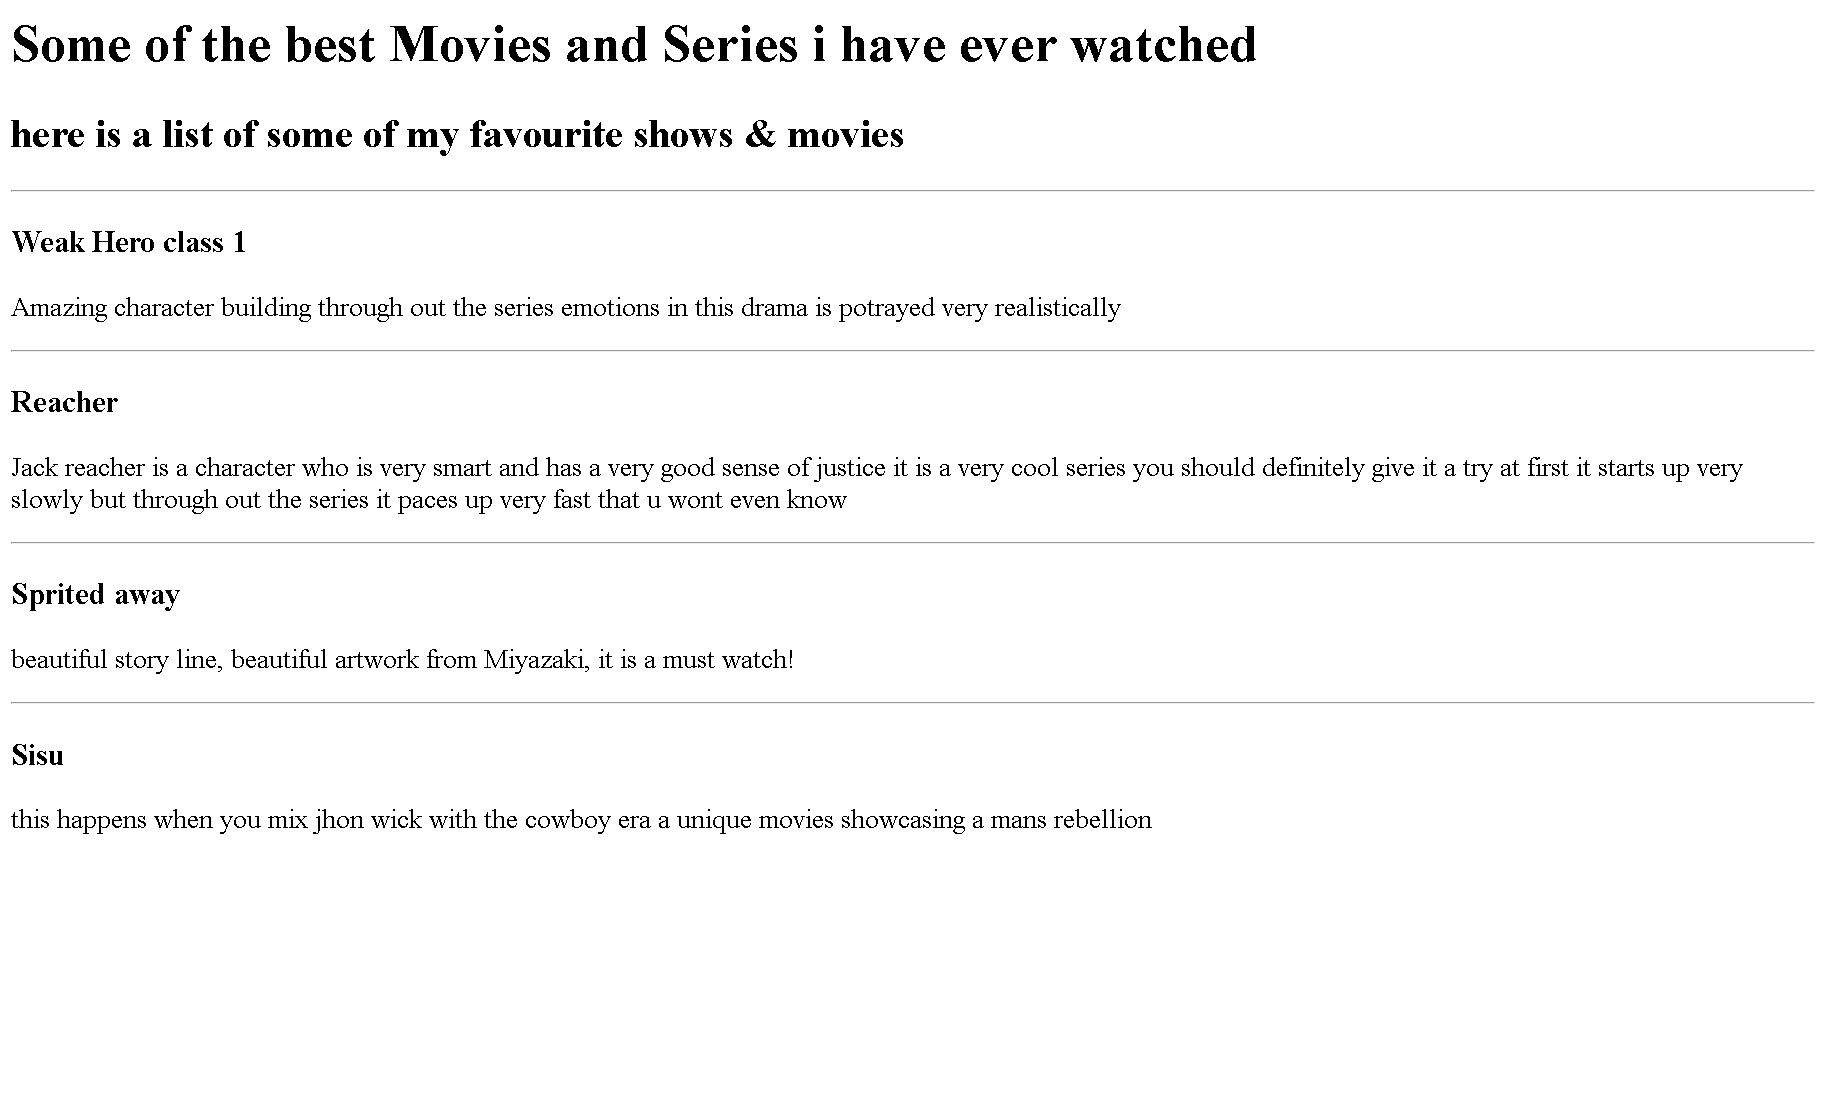 Some of the best Movies and Series i have ever watched
here is a list of some of my favourite shows & movies
Weak Hero class 1
Amazing character building through out the series emotions in this drama is potrayed very realistically
Reacher
Jack reacher is a character who is very smart and has a very good sense of justice it is a very cool series you should definitely give it a try at first it starts up very
slowly but through out the series it paces up very fast that u wont even know
Sprited away
beautiful story line, beautiful artwork from Miyazaki, it is a must watch!
Sisu
this happens when you mix jhon wick with the cowboy era a unique movies showcasing a mans rebellion